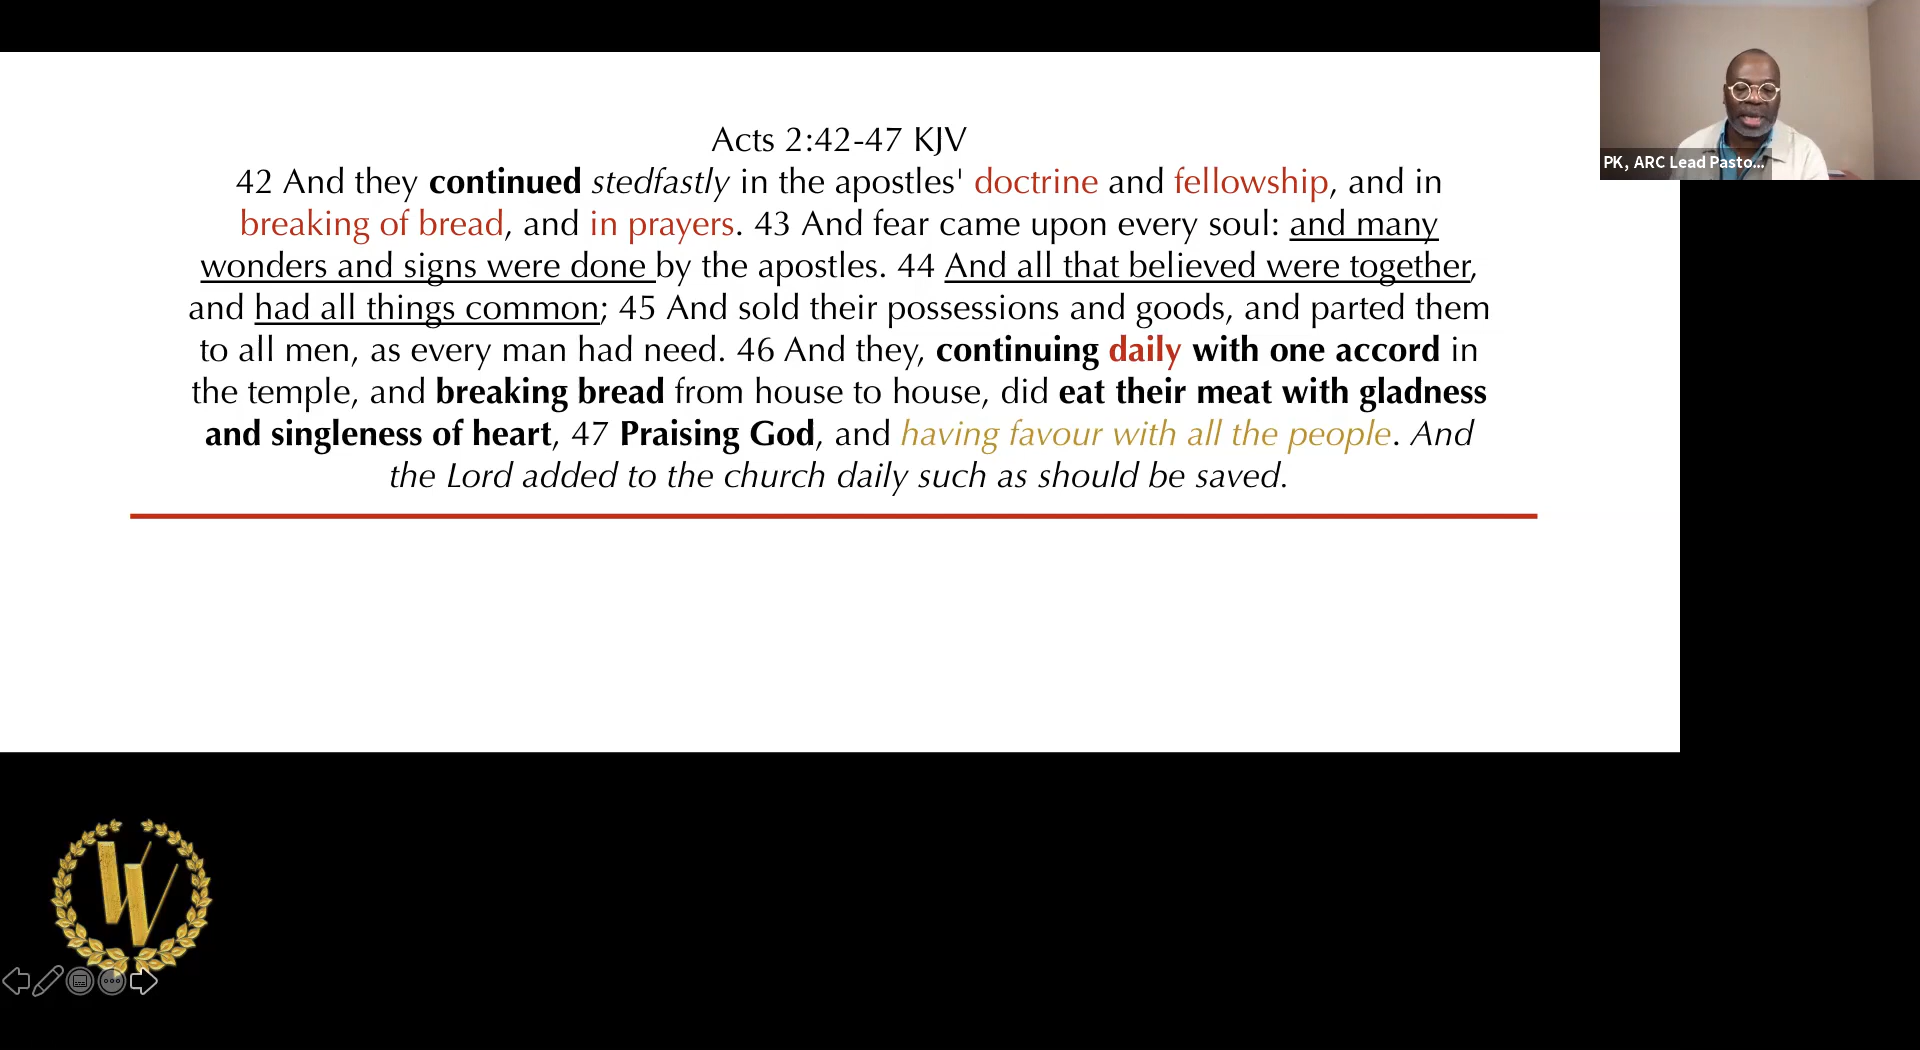 Acts 2:42-47 KJV
42 And they continued stedfastly in the apostles' doctrine and fellowship, and in
breaking of bread, and in prayers. 43 And fear came upon every soul: and many
wonders and signs were done by the apostles. 44 And all that believed were together,
and had all things common; 45 And sold their possessions and goods, and parted them
to all men, as every man had need. 46 And they, continuing daily with one accord in
the temple, and breaking bread from house to house, did eat their meat with gladness
and singleness of heart, 47 Praising God, and having favour with all the people. And
the Lord added to the church daily such as should be saved.
PK, ARC Lead Pasto...
W